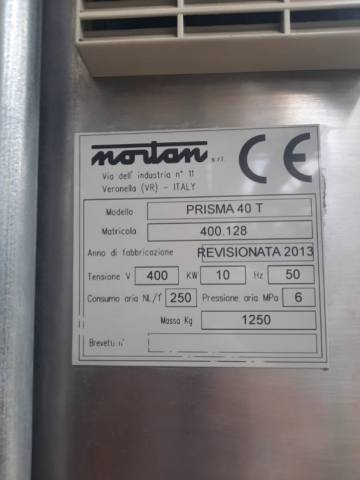 nortan s.r.l. CE
Via dell' industria n° 11
Veronella (VR) - ITALY
Modello PRISMA 40 T
Matricola 400.128
Anno di fabbricazione REVISIONATA 2013
Tensione V 400 KW 10 Hz 50
Consumo aria NL/1' 250 Pressione aria MPa 6
Massa Kg 1250
Brevetti n°